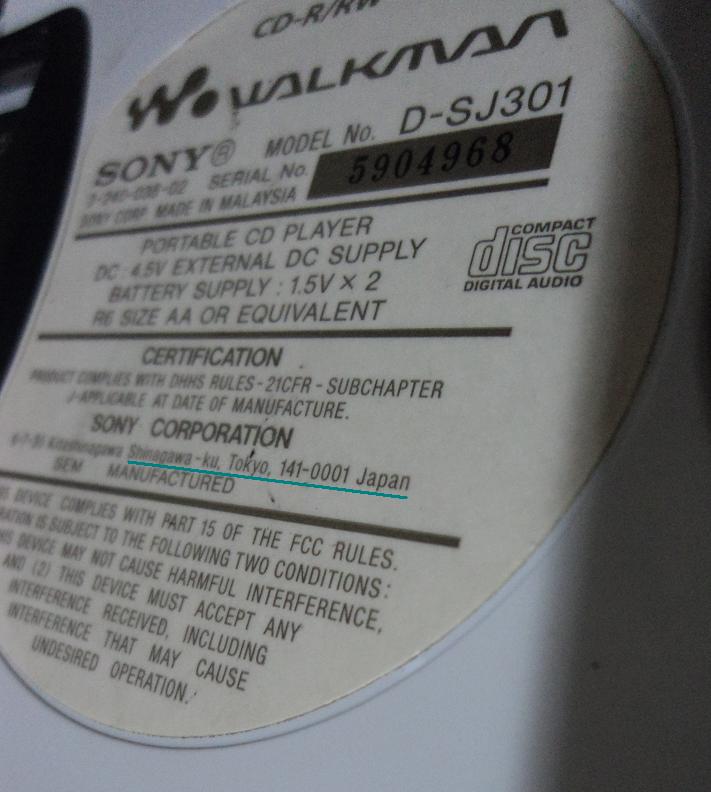 CD-R/RW
WALKMAN
SONY® MODEL No. D-SJ301
SERIAL No. 5904968
SONY CORP. MADE IN MALAYSIA
PORTABLE CD PLAYER
DC : 4.5V EXTERNAL DC SUPPLY
BATTERY SUPPLY : 1.5V × 2
R6 SIZE AA OR EQUIVALENT
COMPACT
disc
DIGITAL AUDIO
CERTIFICATION
PRODUCT COMPLIES WITH DHHS RULES-21CFR-SUBCHAPTER
J-APPLICABLE AT DATE OF MANUFACTURE.
SONY CORPORATION
Kitashinagawa Shinagawa-ku, Tokyo, 141-0001 Japan
SEM MANUFACTURED
DEVICE COMPLIES WITH PART 15 OF THE FCC RULES.
IS SUBJECT TO THE FOLLOWING TWO CONDITIONS:
DEVICE MAY NOT CAUSE HARMFUL INTERFERENCE,
AND (2) THIS DEVICE MUST ACCEPT ANY
INTERFERENCE RECEIVED, INCLUDING
INTERFERENCE THAT MAY CAUSE
UNDESIRED OPERATION.